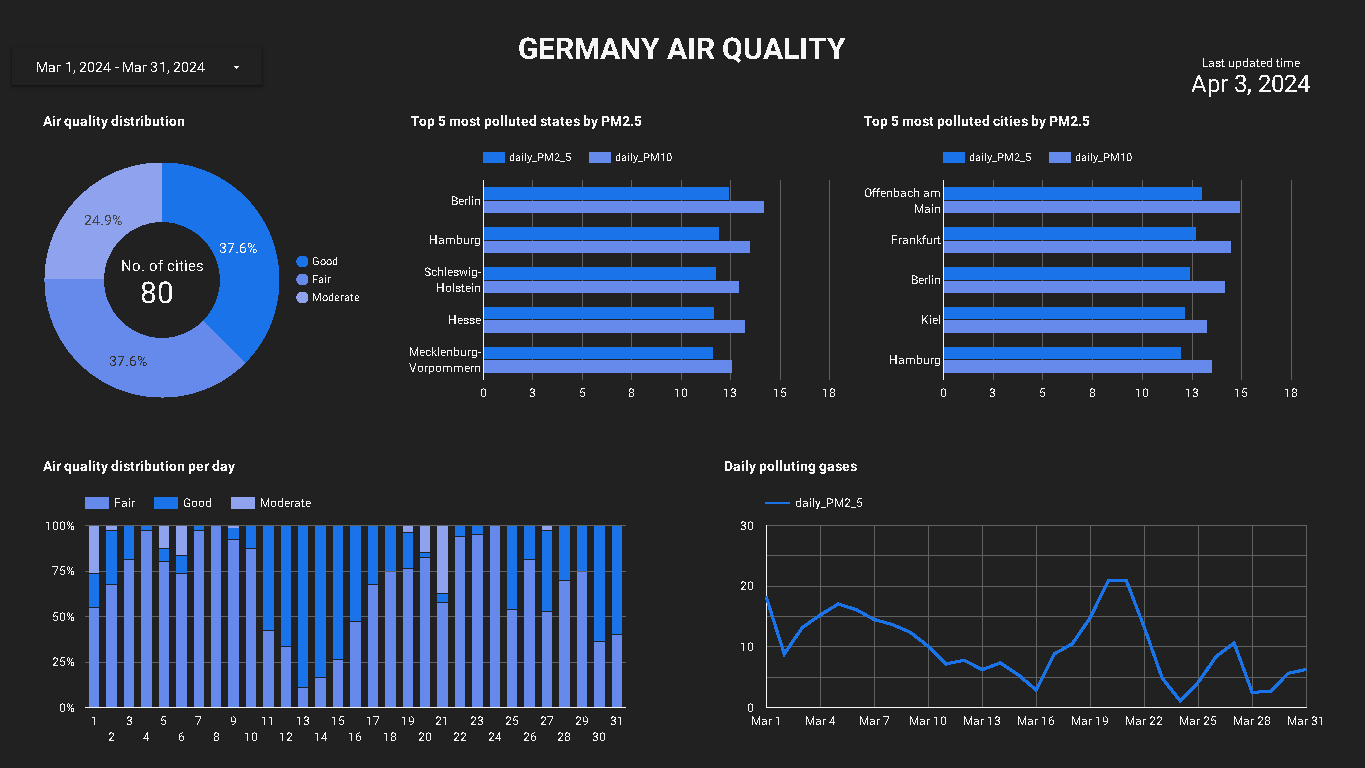 GERMANY AIR QUALITY
Mar 1, 2024 - Mar 31, 2024
Last updated time
Apr 3, 2024
Air quality distribution
24.9%
37.6%
37.6%
No. of cities
80
Good
Fair
Moderate
Top 5 most polluted states by PM2.5
daily_PM2_5 daily_PM10
Berlin
Hamburg
Schleswig-
Holstein
Hesse
Mecklenburg-
Vorpommern
0 3 5 8 10 13 15 18
Top 5 most polluted cities by PM2.5
daily_PM2_5 daily_PM10
Offenbach am
Main
Frankfurt
Berlin
Kiel
Hamburg
0 3 5 8 10 13 15 18
Air quality distribution per day
Fair Good Moderate
100%
75%
50%
25%
0%
1 3 5 7 9 11 13 15 17 19 21 23 25 27 29 31
2 4 6 8 10 12 14 16 18 20 22 24 26 28 30
Daily polluting gases
daily_PM2_5
30
20
10
0
Mar 1 Mar 4 Mar 7 Mar 10 Mar 13 Mar 16 Mar 19 Mar 22 Mar 25 Mar 28 Mar 31